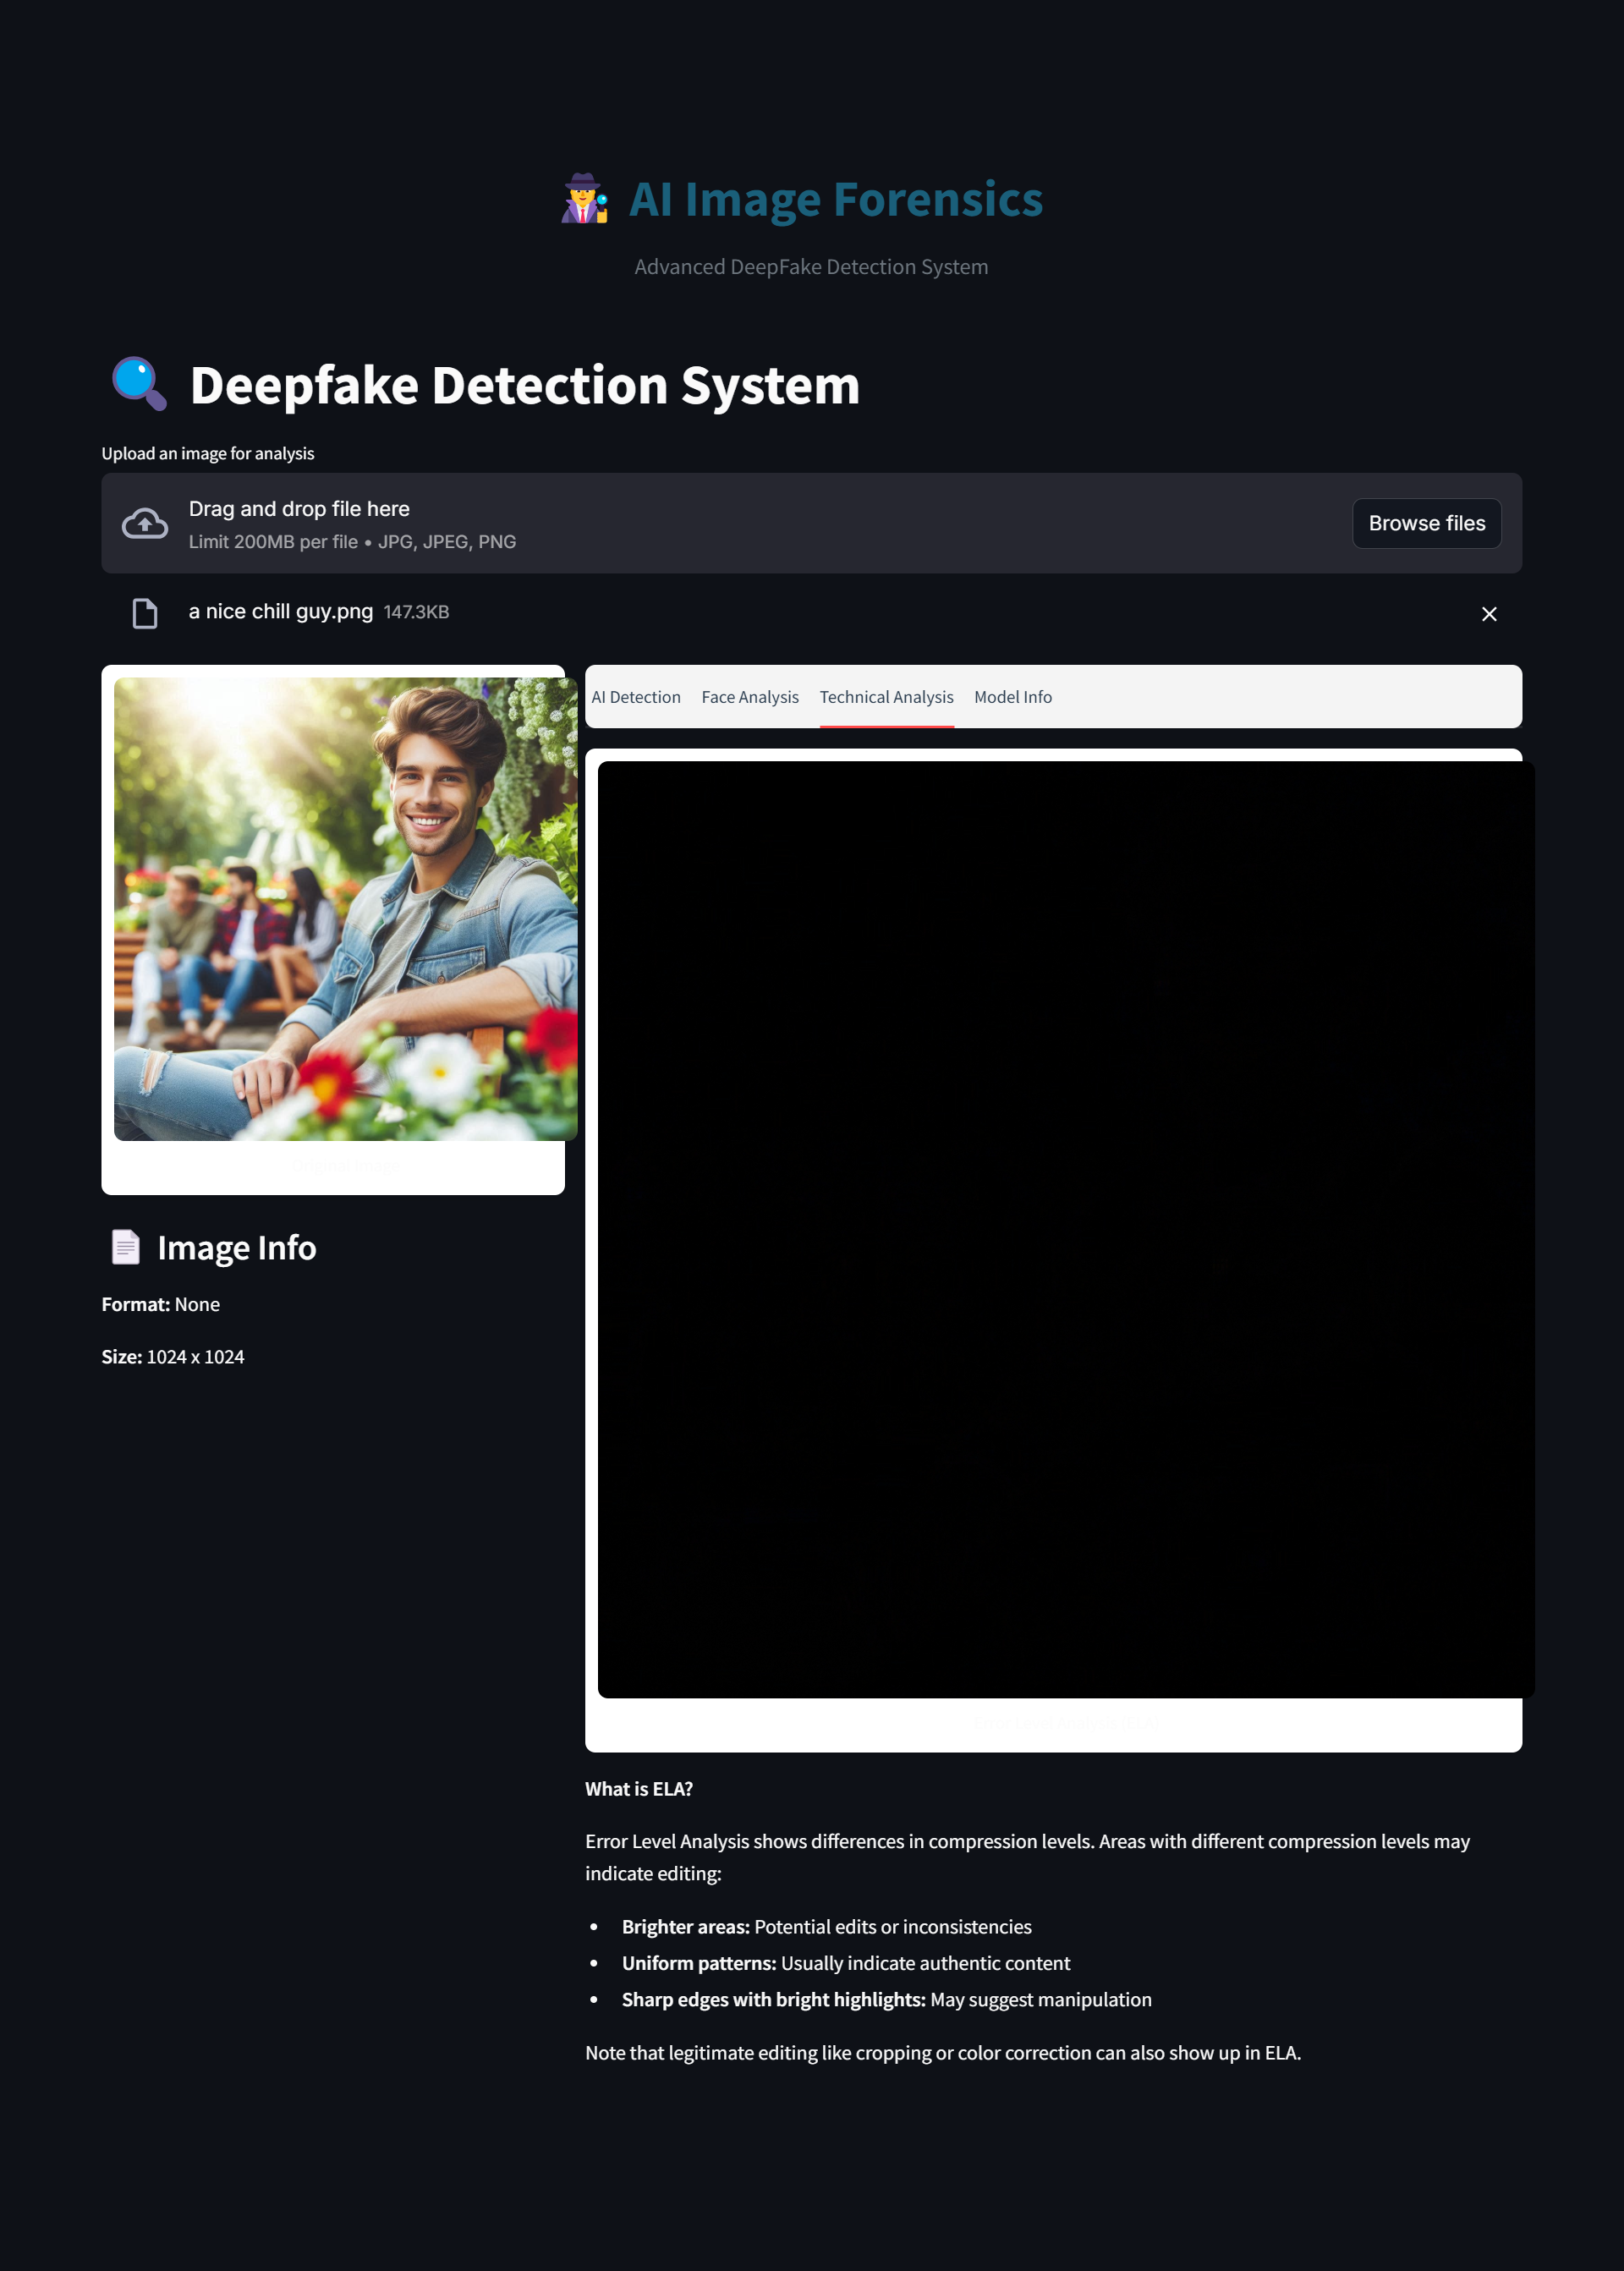 AI Image Forensics
Advanced DeepFake Detection System
Deepfake Detection System
Upload an image for analysis
Drag and drop file here
Limit 200MB per file • JPG, JPEG, PNG
Browse files
a nice chill guy.png 147.3KB
AI Detection Face Analysis Technical Analysis Model Info
Image Info
Format: None
Size: 1024 x 1024
What is ELA?
Error Level Analysis shows differences in compression levels. Areas with different compression levels may
indicate editing:
• Brighter areas: Potential edits or inconsistencies
• Uniform patterns: Usually indicate authentic content
• Sharp edges with bright highlights: May suggest manipulation
Note that legitimate editing like cropping or color correction can also show up in ELA.